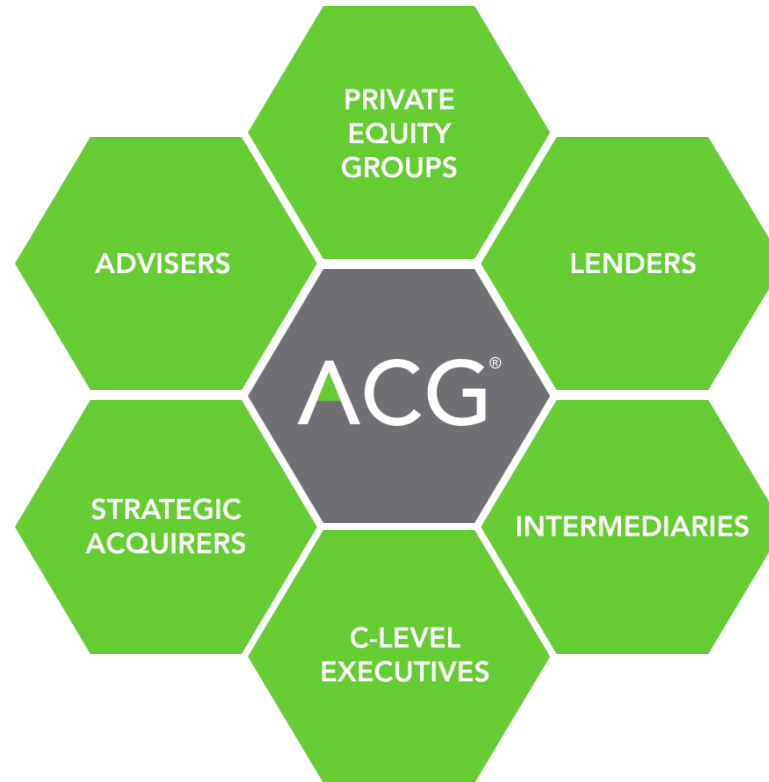 PRIVATE
EQUITY
GROUPS
ADVISERS
LENDERS
ACG®
STRATEGIC
ACQUIRERS
INTERMEDIARIES
C-LEVEL
EXECUTIVES